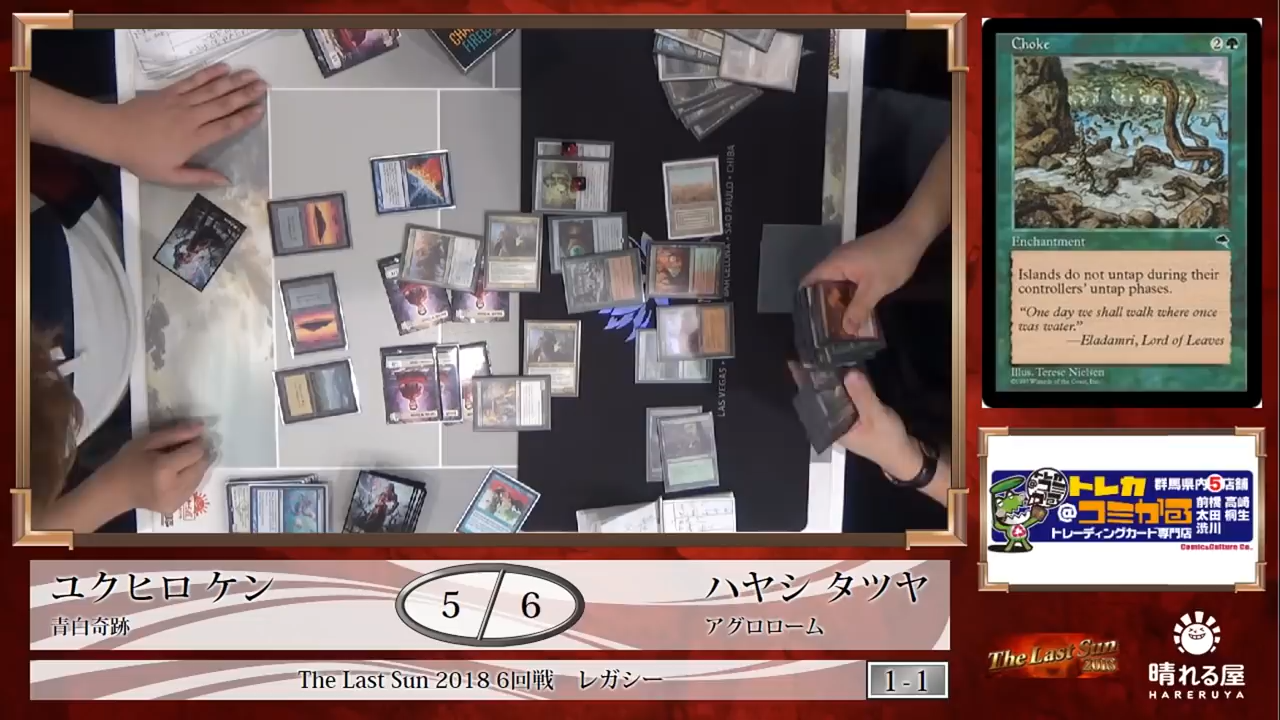 Choke 2
Enchantment
Islands do not untap during their
controllers' untap phases.
"One day we shall walk where once
was water."
—Eladamri, Lord of Leaves
Illus. Terese Nielsen
トレカ
@コミかる
群馬県内5店舗
前橋 高崎
太田 桐生
渋川
トレーディングカード専門店
Comic&Culture Co.
LAS VEGAS • BARCELONA • SAO PAULO • CHIBA
ユクヒロ ケン
青白奇跡
5 / 6
ハヤシ タツヤ
アグロローム
The Last Sun 2018 6回戦 レガシー
1 - 1
The Last Sun
2018
晴れる屋
HARERUYA